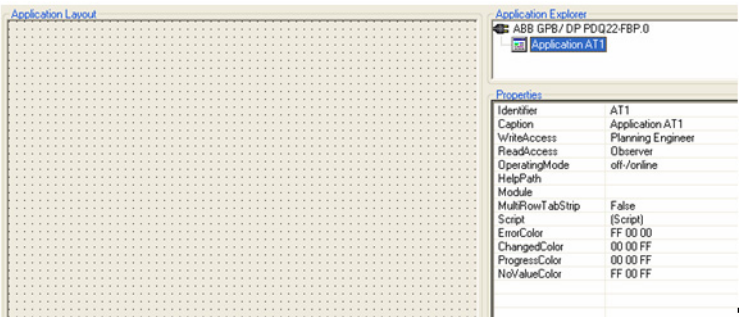 Application Layout
Application Explorer
ABB GPB/ DP PDQ22-FBP.0
Application AT1
Properties
Identifier AT1
Caption Application AT1
WriteAccess Planning Engineer
ReadAccess Observer
OperatingMode off-/online
HelpPath
Module
MultiRowTabStrip False
Script (Script)
ErrorColor FF 00 00
ChangedColor 00 00 FF
ProgressColor 00 00 FF
NoValueColor FF 00 FF